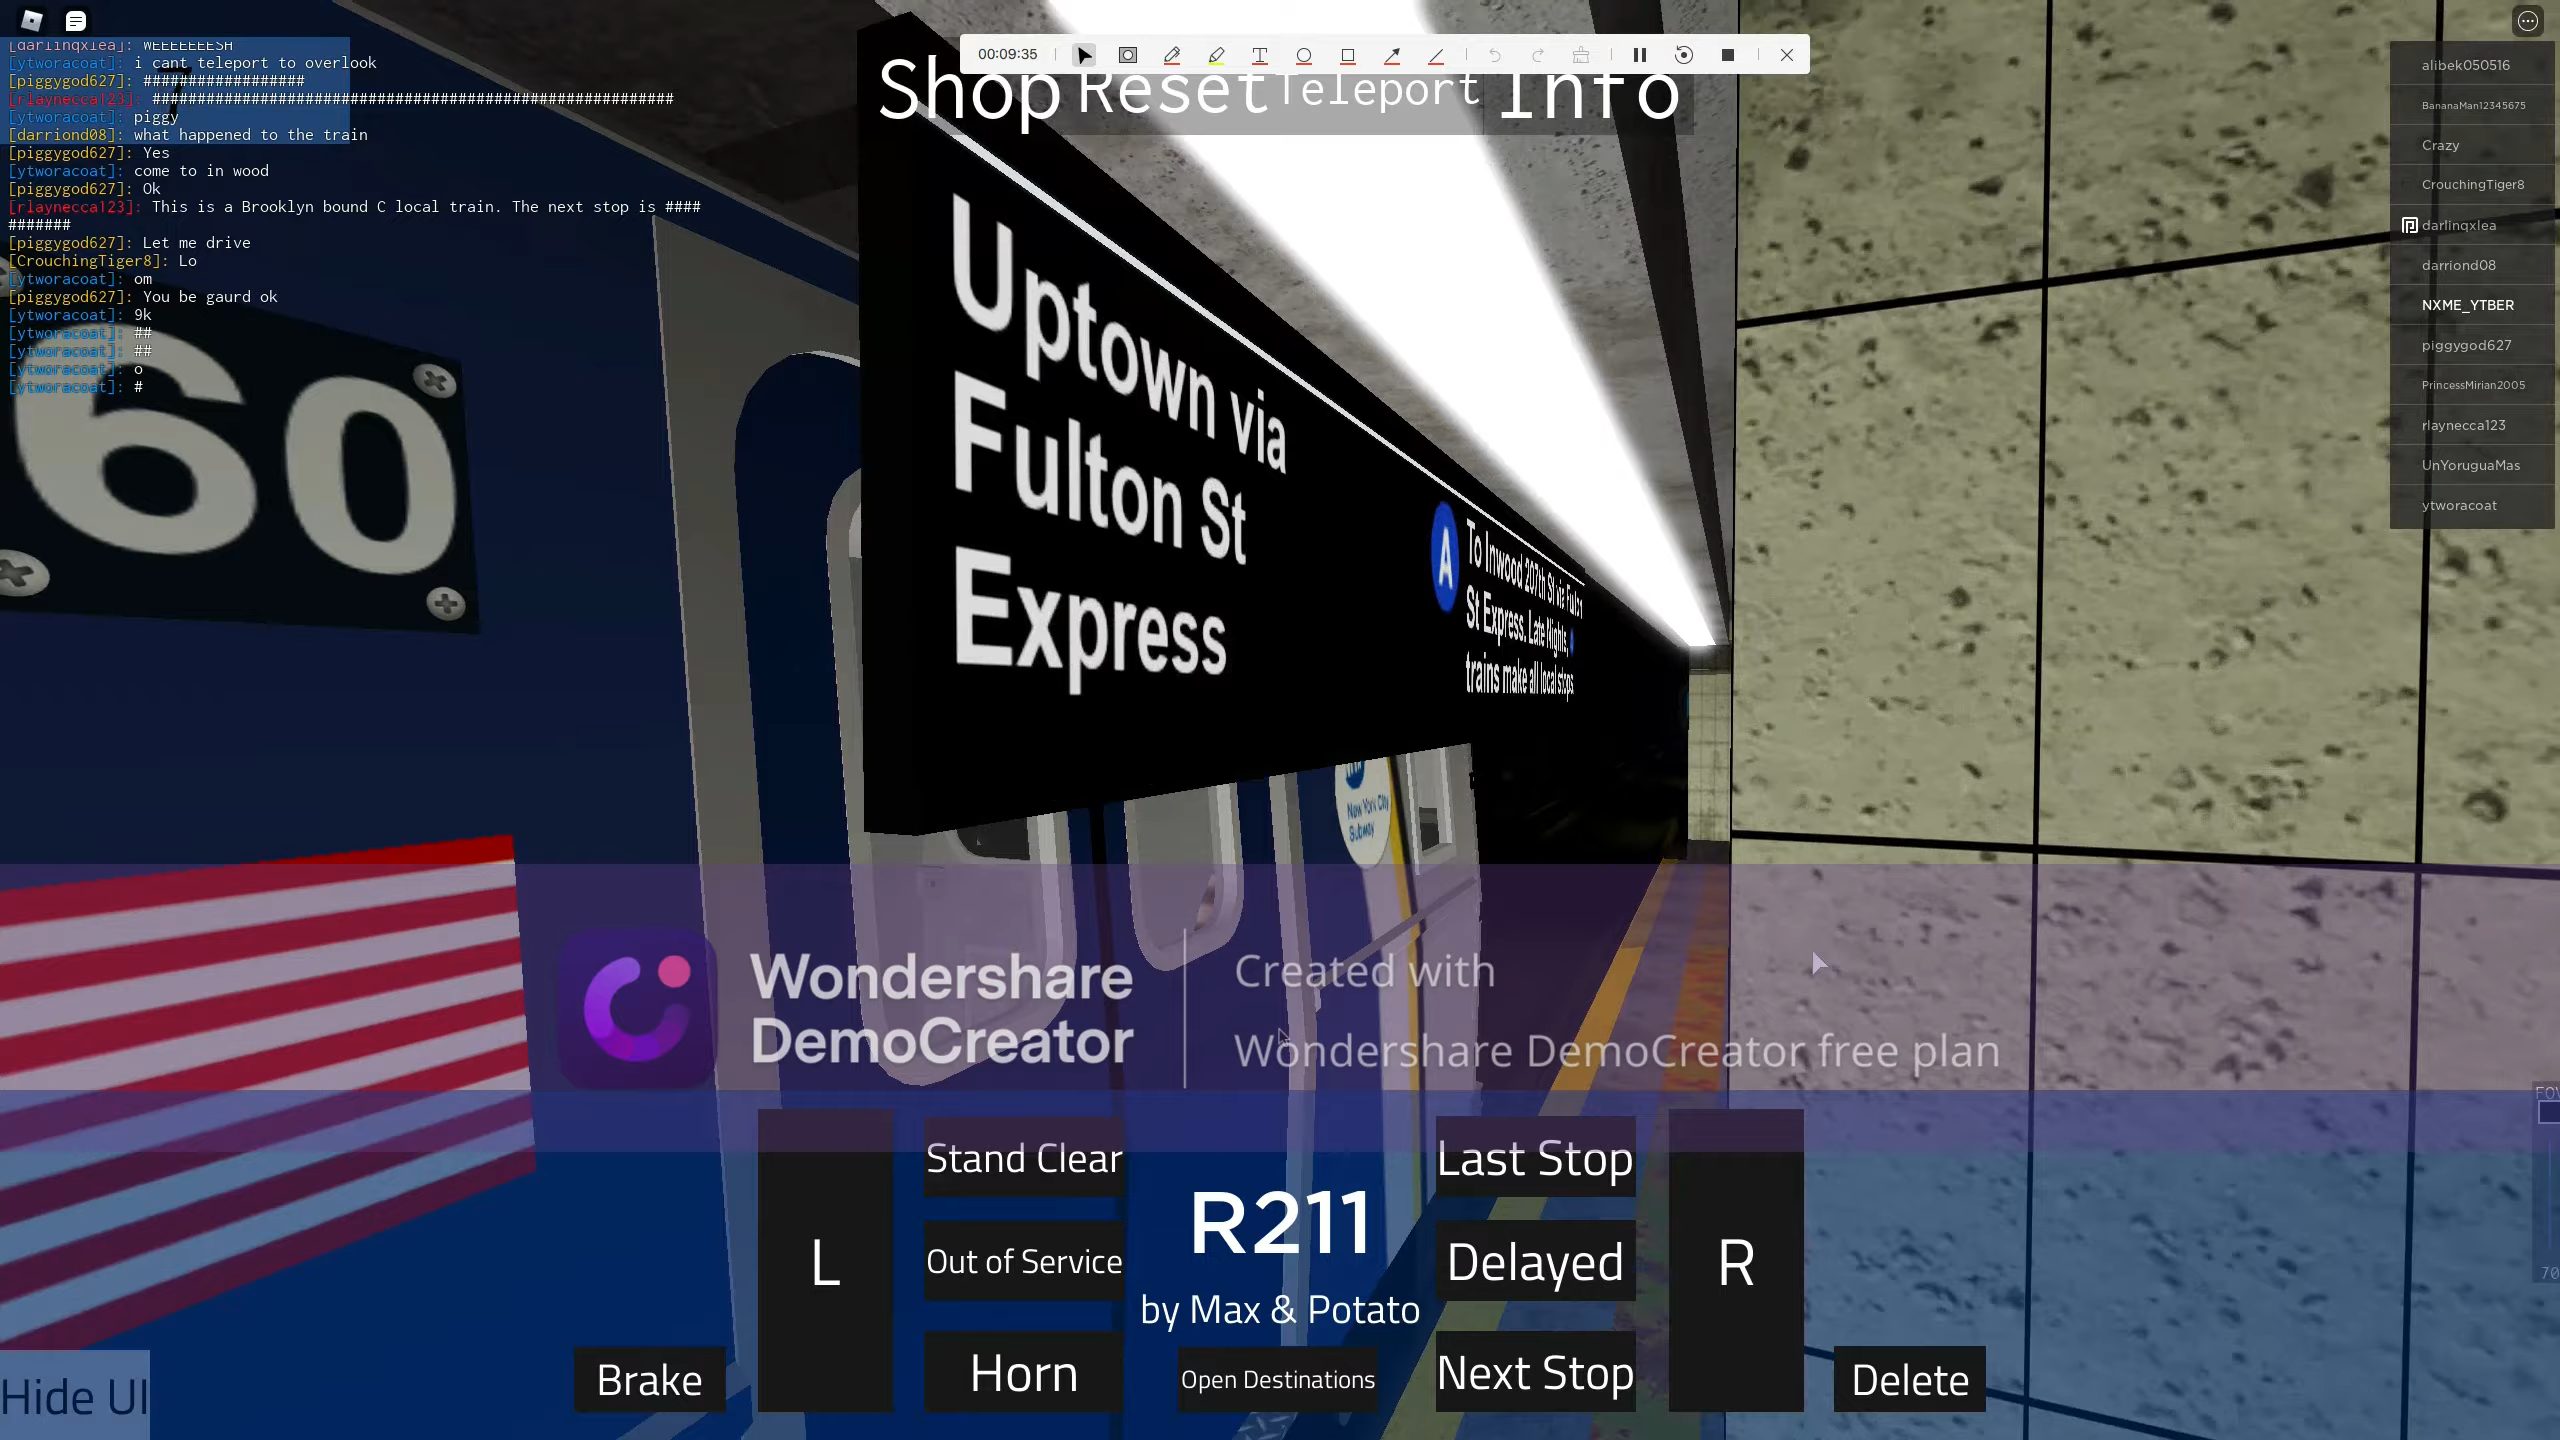 00:09:35
Shop Reset Teleport Info
[darlinqxlea]: WEEEEEEESH
[ytworacoat]: i cant teleport to overlook
[piggygod627]: ##################
[rlaynecca123]: ##########################################################
[ytworacoat]: piggy
[darriond08]: what happened to the train
[piggygod627]: Yes
[ytworacoat]: come to in wood
[piggygod627]: Ok
[rlaynecca123]: This is a Brooklyn bound C local train. The next stop is ####
#######
[piggygod627]: Let me drive
[CrouchingTiger8]: Lo
[ytworacoat]: om
[piggygod627]: You be gaurd ok
[ytworacoat]: 9k
[ytworacoat]: ##
[ytworacoat]: ##
[ytworacoat]: o
[ytworacoat]: #
alibek050516
BananaMan12345675
Crazy
CrouchingTiger8
darlinqxlea
darriond08
NXME_YTBER
piggygod627
PrincessMirian2005
rlaynecca123
UnYoruguaMas
ytworacoat
60
Uptown via
Fulton St
Express
A
To Inwood 207th St via Fulton
St Express. Late Nights,
trains make all local stops
New York City
Subway
Wondershare
DemoCreator
Created with
Wondershare DemoCreator free plan
L
Stand Clear
Out of Service
Horn
Brake
R211
by Max & Potato
Open Destinations
Last Stop
Delayed
Next Stop
R
Delete
Hide UI
FOV
70